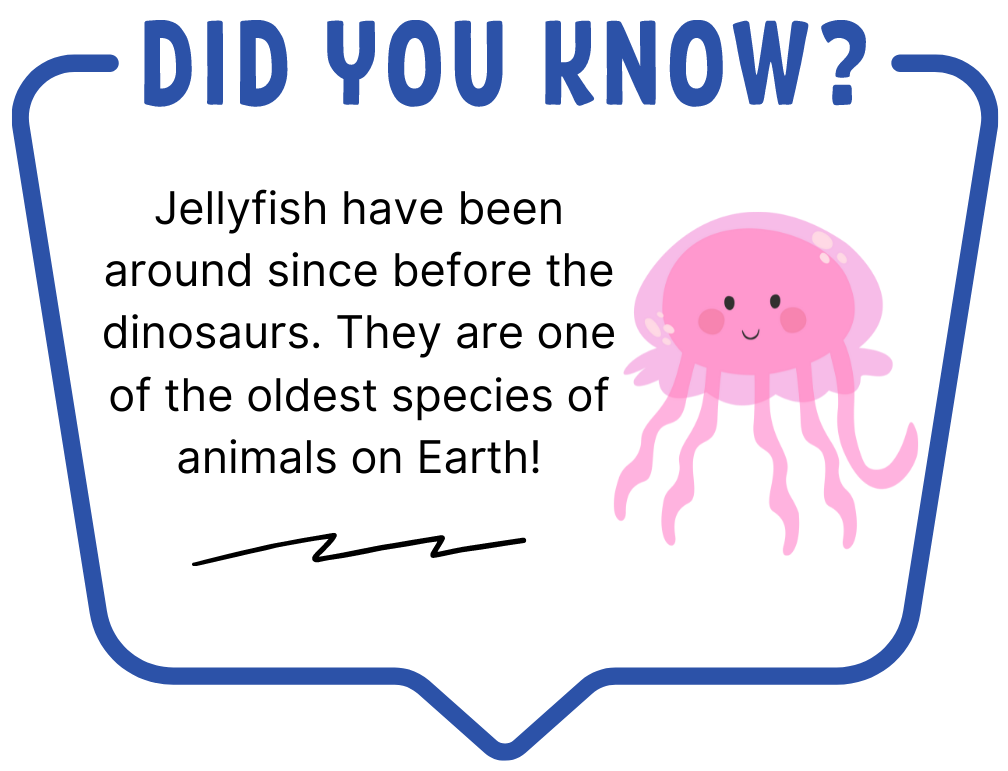 DID YOU KNOW?
Jellyfish have been
around since before the
dinosaurs. They are one
of the oldest species of
animals on Earth!